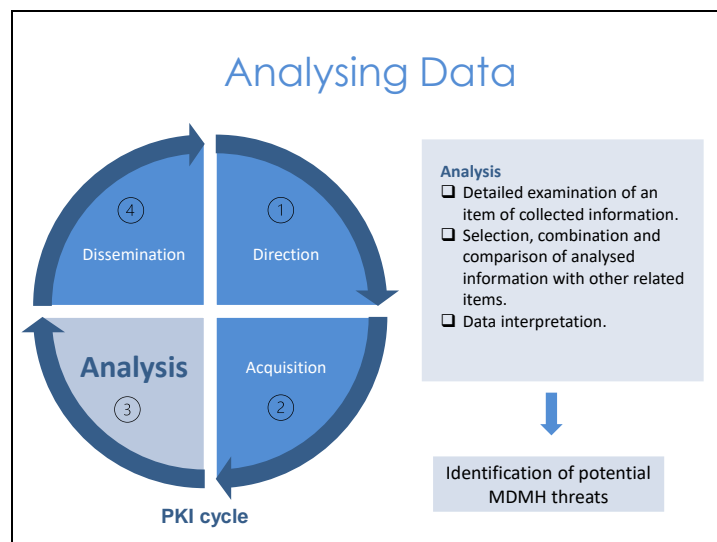 Analysing Data
④
Dissemination
①
Direction
Analysis
③
Acquisition
②
PKI cycle
Analysis
❑ Detailed examination of an
item of collected information.
❑ Selection, combination and
comparison of analysed
information with other related
items.
❑ Data interpretation.
Identification of potential
MDMH threats